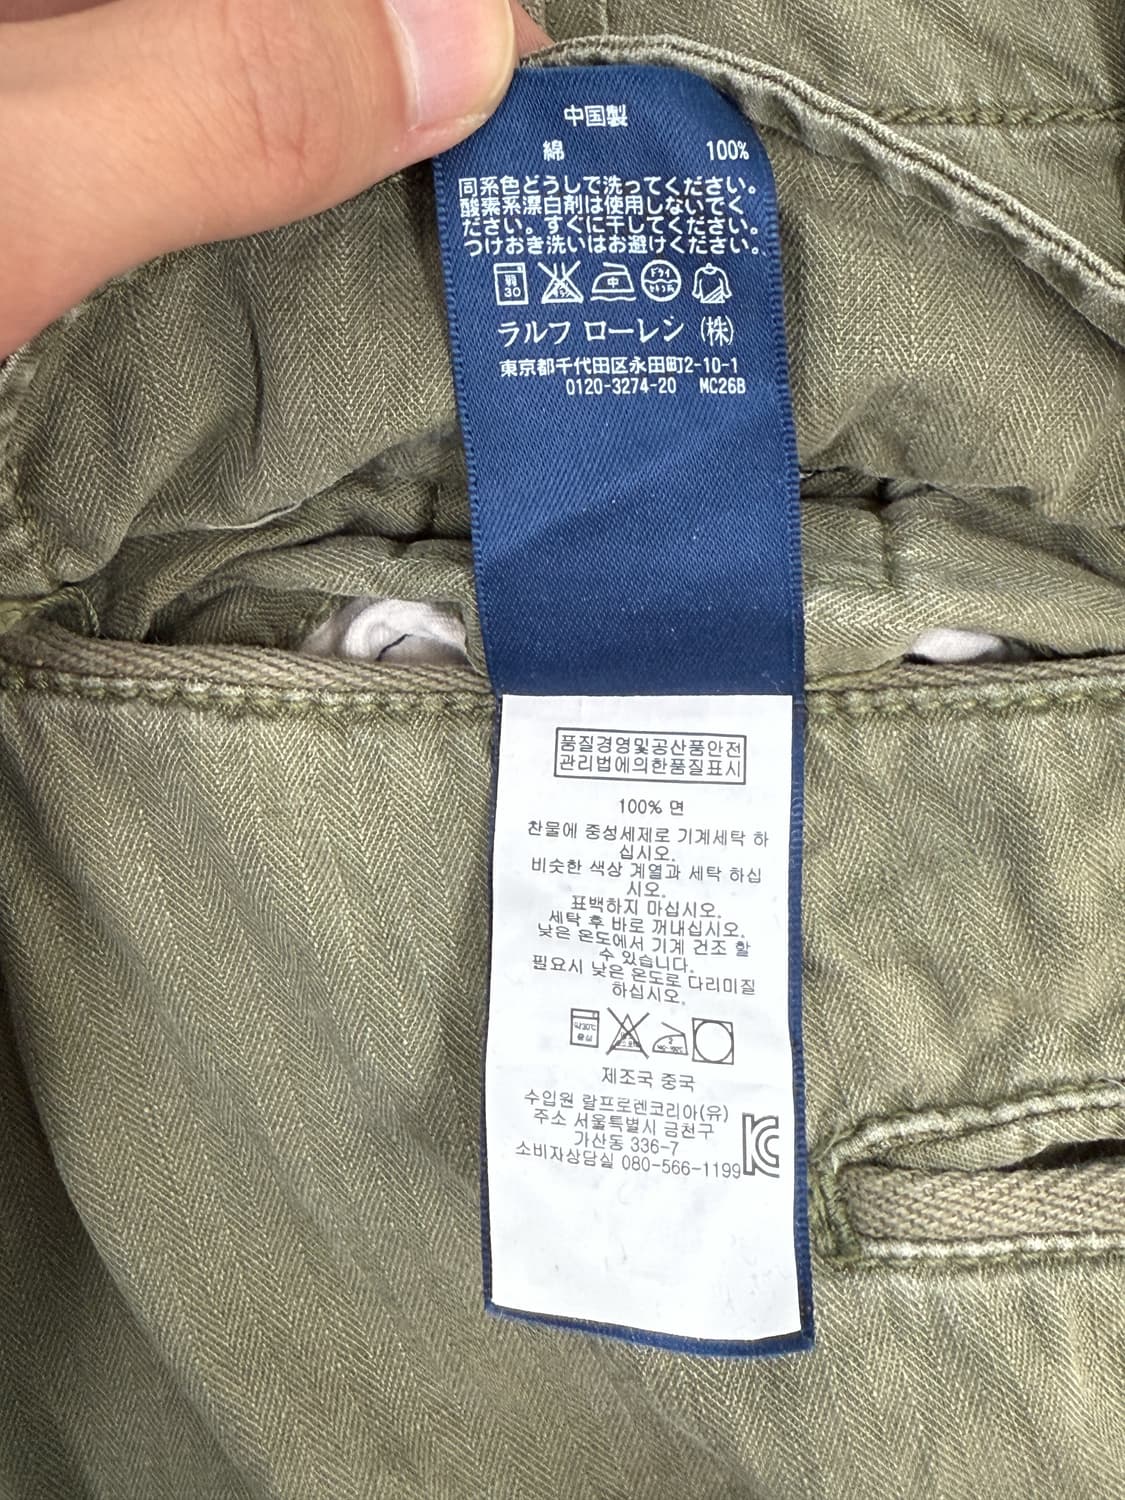 中国製
綿 100%
同系色どうしで洗ってください。
酸素系漂白剤は使用しないでく
ださい。すぐに干してください。
つけおき洗いはお避けください。
弱 30 中 ドライ
ラルフ ローレン (株)
東京都千代田区永田町2-10-1
0120-3274-20 MC26B
품질경영및공산품안전
관리법에의한품질표시
100% 면
찬물에 중성세제로 기계세탁 하
십시오.
비슷한 색상 계열과 세탁 하십
시오.
표백하지 마십시오.
세탁 후 바로 꺼내십시오.
낮은 온도에서 기계 건조 할
수 있습니다.
필요시 낮은 온도로 다리미질
하십시오.
제조국 중국
수입원 랄프로렌코리아(유)
주소 서울특별시 금천구
가산동 336-7
소비자상담실 080-566-1199